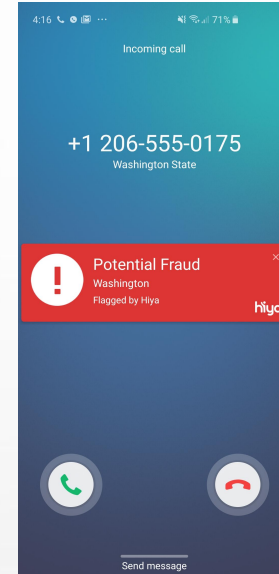 4:16 71%
Incoming call
+1 206-555-0175
Washington State
Potential Fraud
Washington
Flagged by Hiya
hiya
Send message